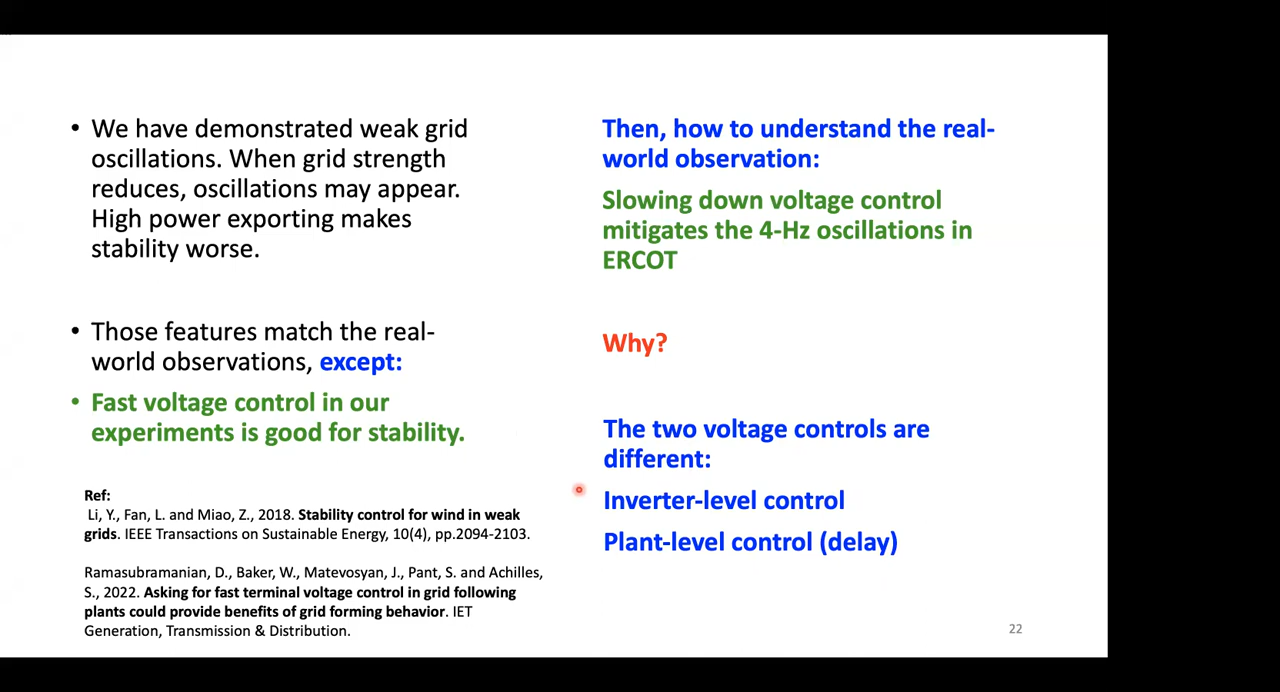 • We have demonstrated weak grid
oscillations. When grid strength
reduces, oscillations may appear.
High power exporting makes
stability worse.
• Those features match the real-
world observations, except:
• Fast voltage control in our
experiments is good for stability.
Ref:
Li, Y., Fan, L. and Miao, Z., 2018. Stability control for wind in weak
grids. IEEE Transactions on Sustainable Energy, 10(4), pp.2094-2103.
Ramasubramanian, D., Baker, W., Matevosyan, J., Pant, S. and Achilles,
S., 2022. Asking for fast terminal voltage control in grid following
plants could provide benefits of grid forming behavior. IET
Generation, Transmission & Distribution.
Then, how to understand the real-
world observation:
Slowing down voltage control
mitigates the 4-Hz oscillations in
ERCOT
Why?
The two voltage controls are
different:
Inverter-level control
Plant-level control (delay)
22